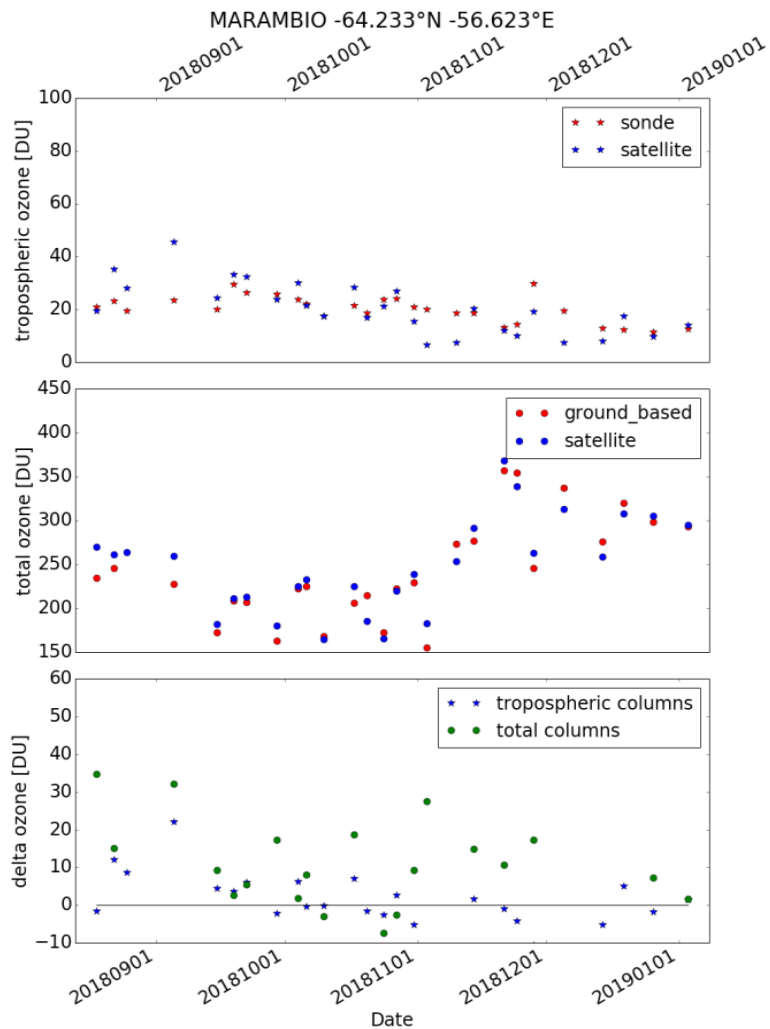 MARAMBIO -64.233°N -56.623°E
20180901 20181001 20181101 20181201 20190101
tropospheric ozone [DU]
100
80
60
40
20
0
sonde
satellite
total ozone [DU]
450
400
350
300
250
200
150
ground_based
satellite
delta ozone [DU]
60
50
40
30
20
10
0
−10
tropospheric columns
total columns
20180901 20181001 20181101 20181201 20190101
Date